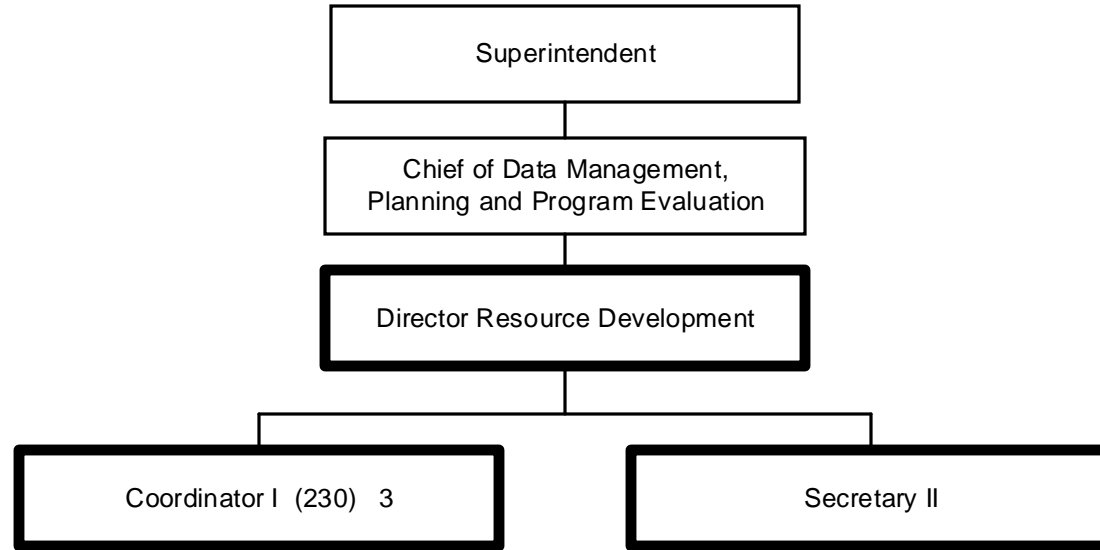 Superintendent
Chief of Data Management,
Planning and Program Evaluation
Director Resource Development
Coordinator I (230) 3
Secretary II